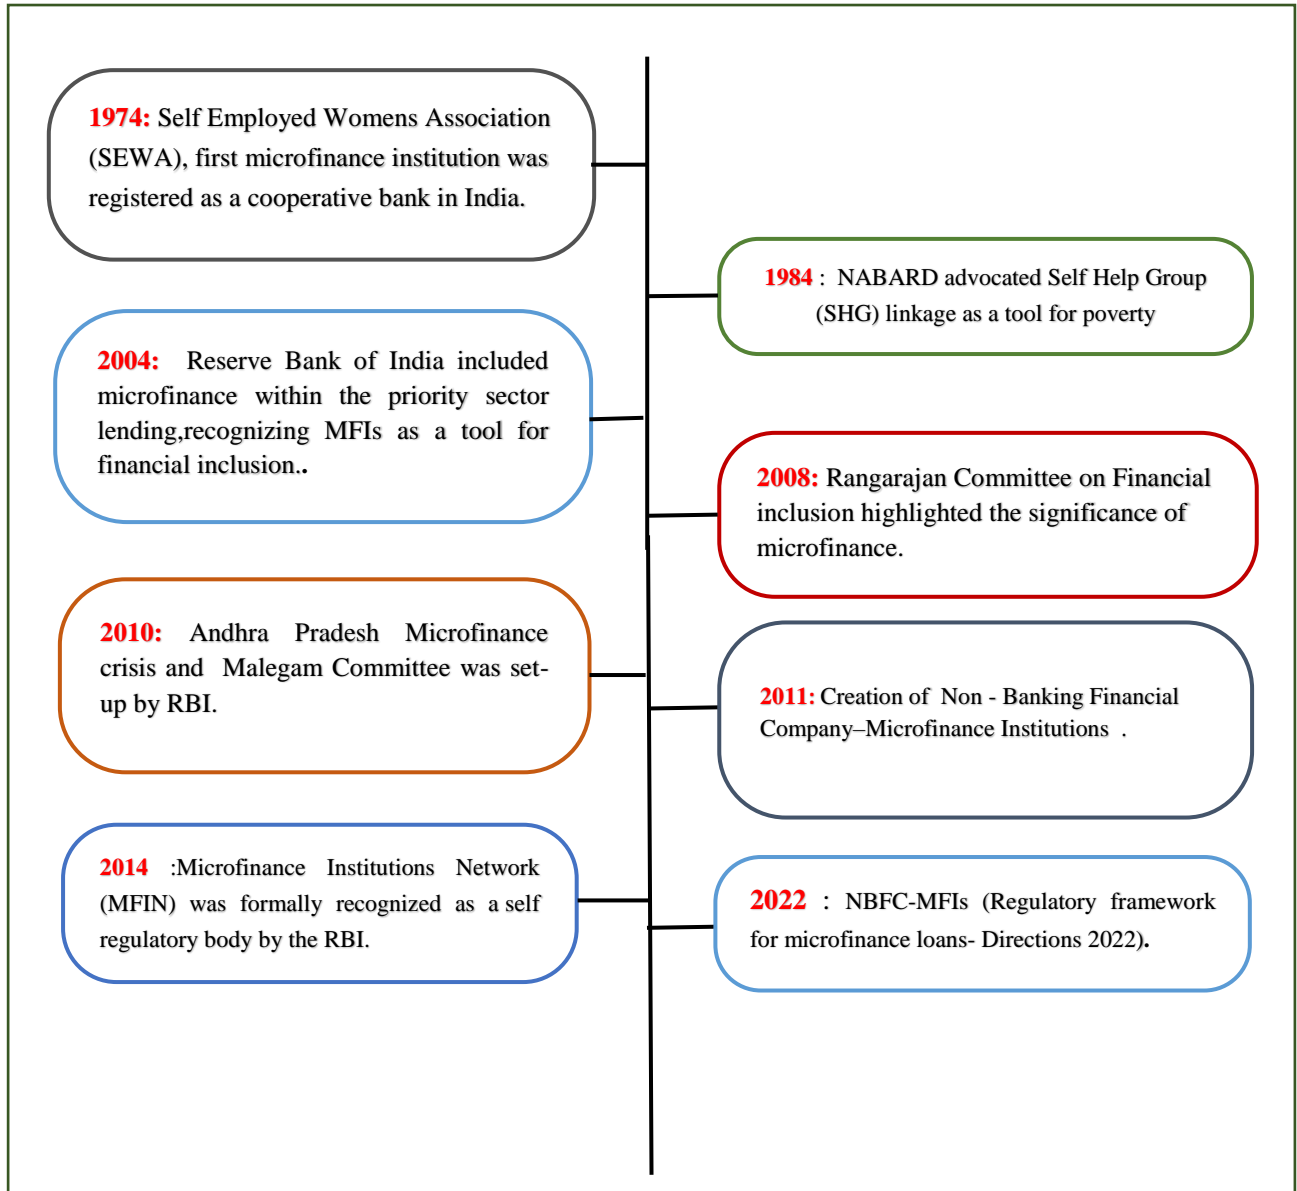 1974: Self Employed Womens Association
(SEWA), first microfinance institution was
registered as a cooperative bank in India.
1984 : NABARD advocated Self Help Group
(SHG) linkage as a tool for poverty
2004: Reserve Bank of India included
microfinance within the priority sector
lending,recognizing MFIs as a tool for
financial inclusion..
2008: Rangarajan Committee on Financial
inclusion highlighted the significance of
microfinance.
2010: Andhra Pradesh Microfinance
crisis and Malegam Committee was set-
up by RBI.
2011: Creation of Non - Banking Financial
Company–Microfinance Institutions .
2014 :Microfinance Institutions Network
(MFIN) was formally recognized as a self
regulatory body by the RBI.
2022 : NBFC-MFIs (Regulatory framework
for microfinance loans- Directions 2022).